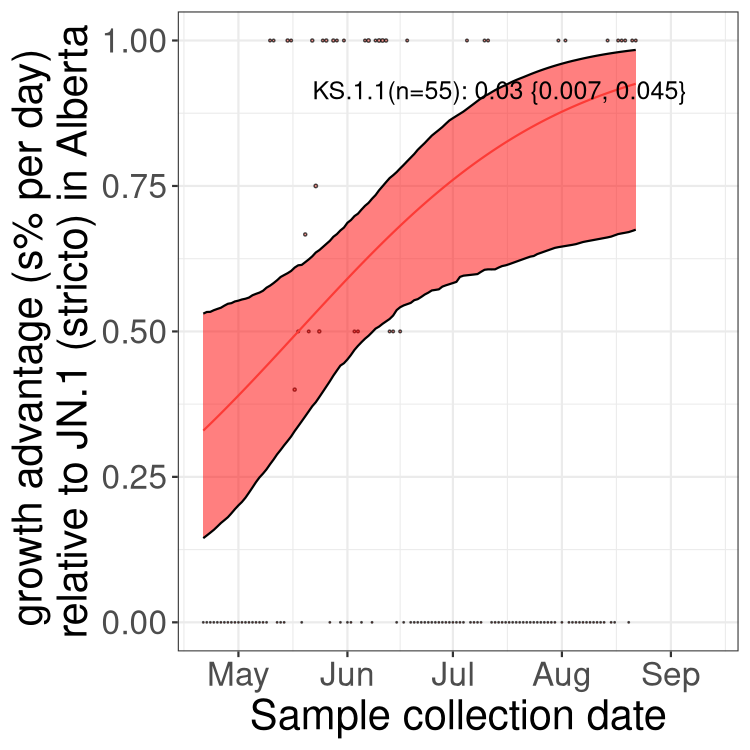 growth advantage (s% per day)
relative to JN.1 (stricto) in Alberta
1.00
0.75
0.50
0.25
0.00
KS.1.1(n=55): 0.03 {0.007, 0.045}
May Jun Jul Aug Sep
Sample collection date